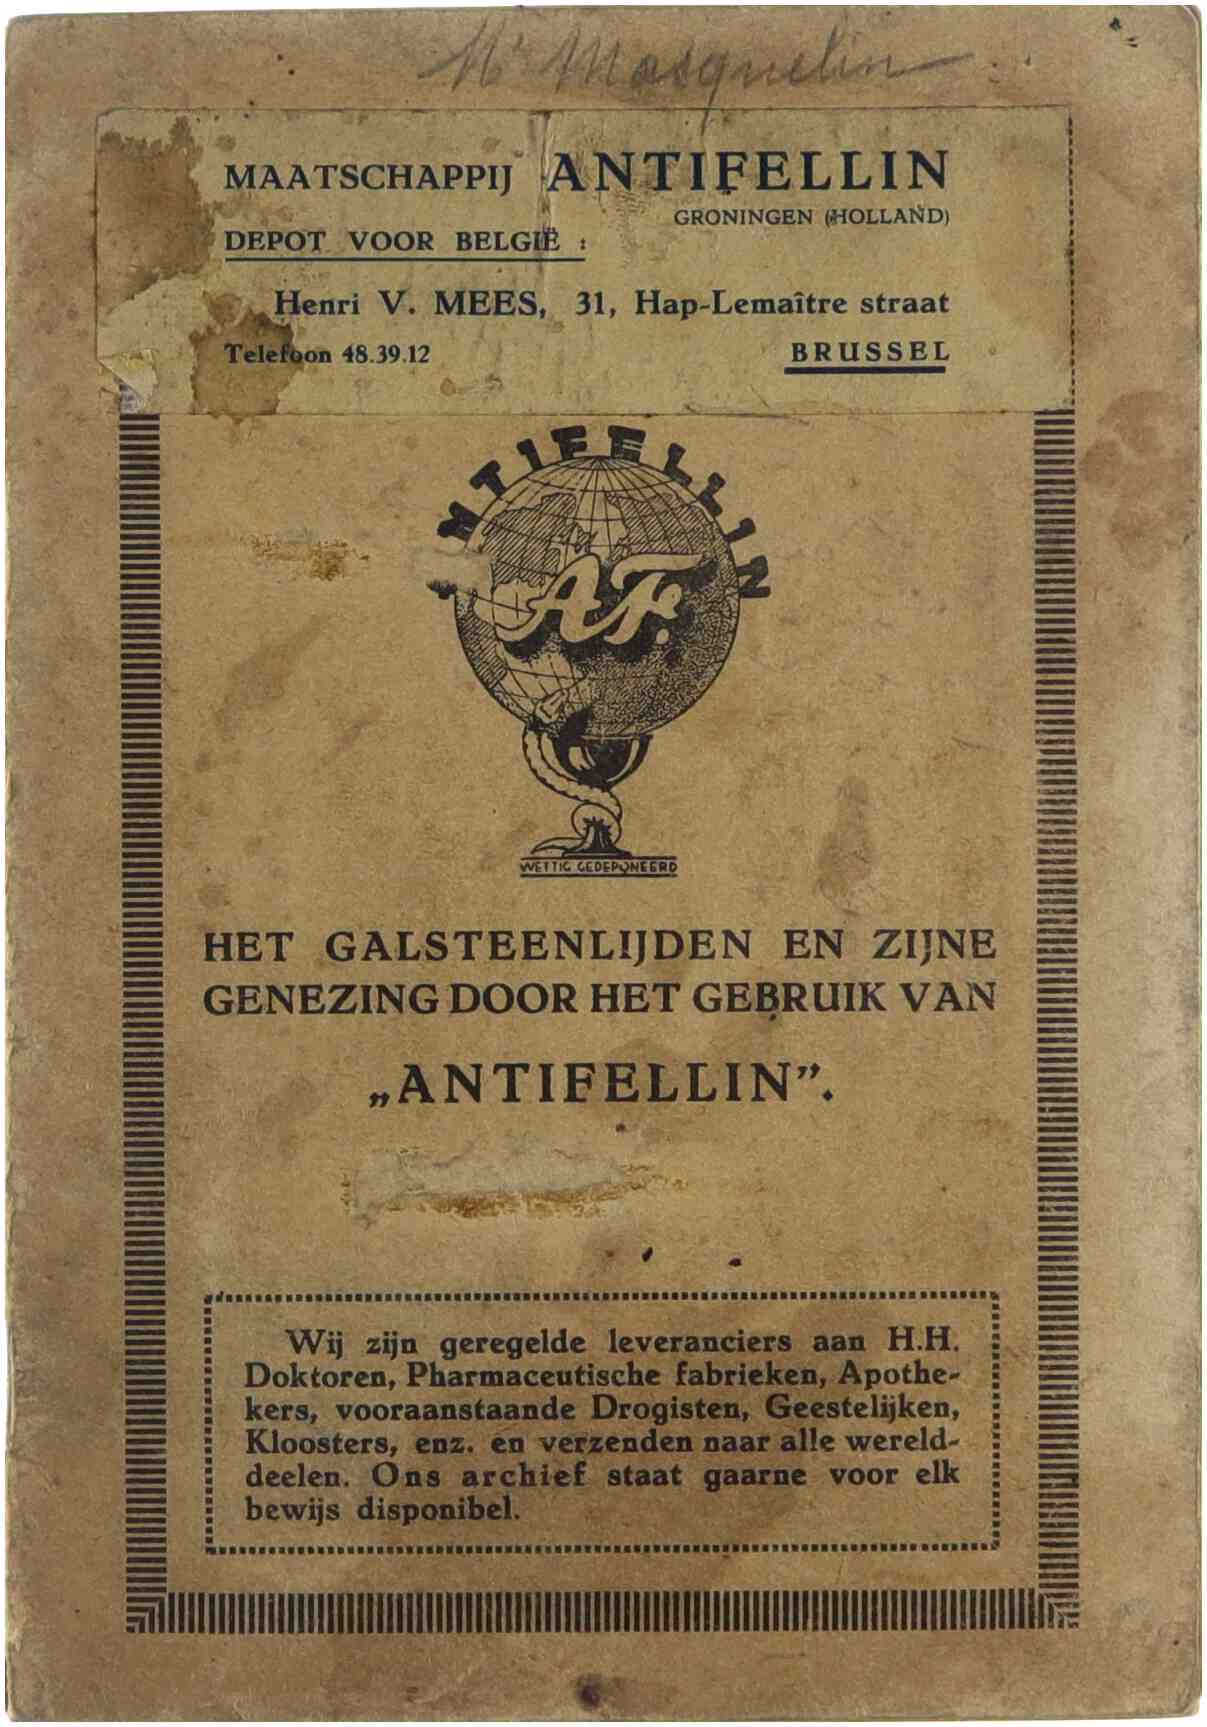 Mr Masquelin
MAATSCHAPPIJ ANTIFELLIN
GRONINGEN (HOLLAND)
DEPOT VOOR BELGIË :
Henri V. MEES, 31, Hap-Lemaître straat
Telefoon 48.39.12 BRUSSEL
ANTIFELLIN
A.F.
WETTIG GEDEPONEERD
HET GALSTEENLIJDEN EN ZIJNE
GENEZING DOOR HET GEBRUIK VAN
„ANTIFELLIN”.
Wij zijn geregelde leveranciers aan H.H.
Doktoren, Pharmaceutische fabrieken, Apothe-
kers, vooraanstaande Drogisten, Geestelijken,
Kloosters, enz. en verzenden naar alle wereld-
deelen. Ons archief staat gaarne voor elk
bewijs disponibel.